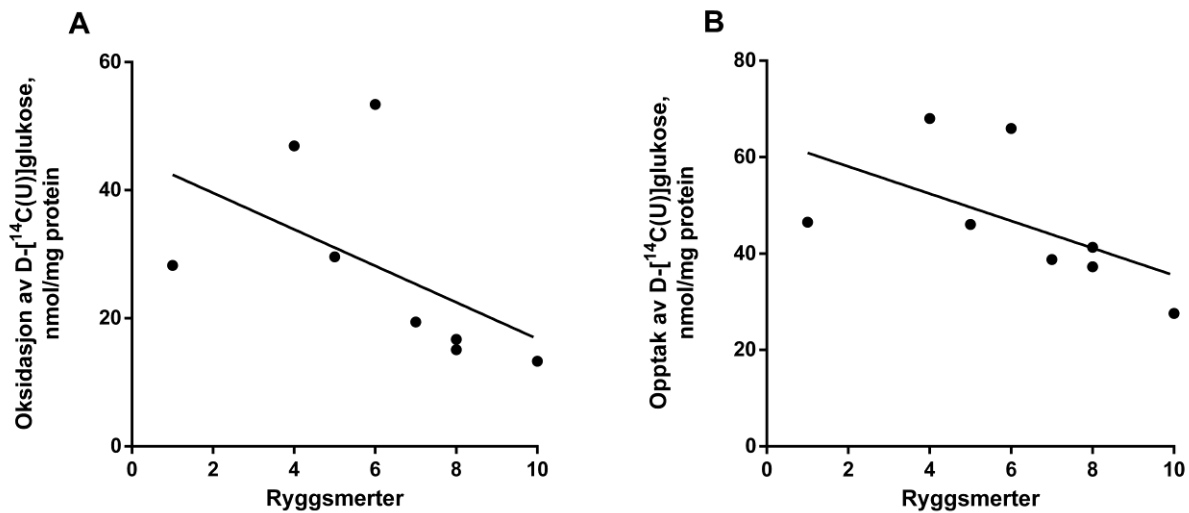 A
Oksidasjon av D-[¹⁴C(U)]glukose,
nmol/mg protein
60
40
20
0
0 2 4 6 8 10
Ryggsmerter
B
Opptak av D-[¹⁴C(U)]glukose,
nmol/mg protein
80
60
40
20
0
0 2 4 6 8 10
Ryggsmerter